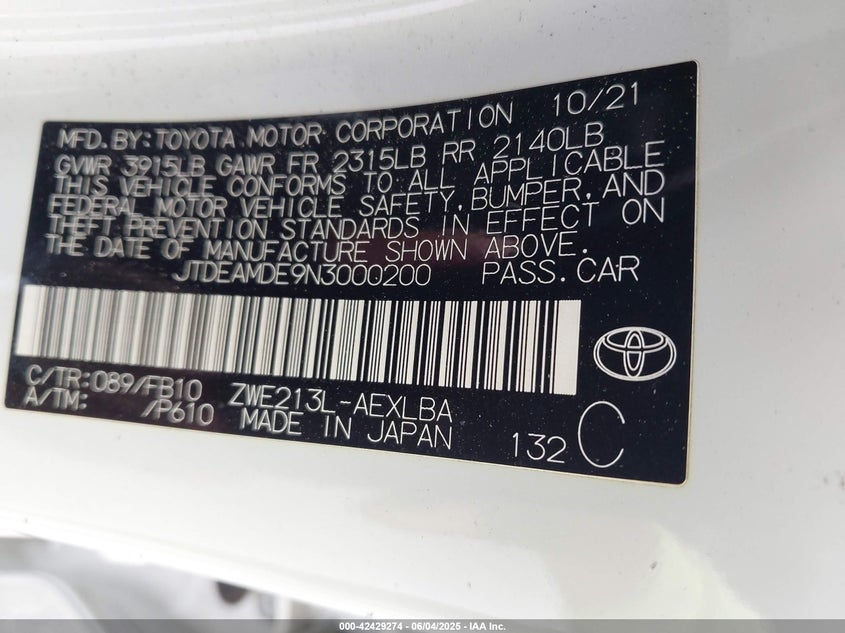 MFD.BY:TOYOTA MOTOR CORPORATION 10/21
GVWR 3915LB GAWR FR 2315LB RR 2140LB
THIS VEHICLE CONFORMS TO ALL APPLICABLE
FEDERAL MOTOR VEHICLE SAFETY,BUMPER,AND
THEFT PREVENTION STANDARDS IN EFFECT ON
THE DATE OF MANUFACTURE SHOWN ABOVE.
JTDEAMDE9N3000200 PASS.CAR
C/TR:089/FB10 ZWE213L-AEXLBA
A/TM: /P610 MADE IN JAPAN
132 C
000-42429274 | 06/04/2025 - IAA Inc.